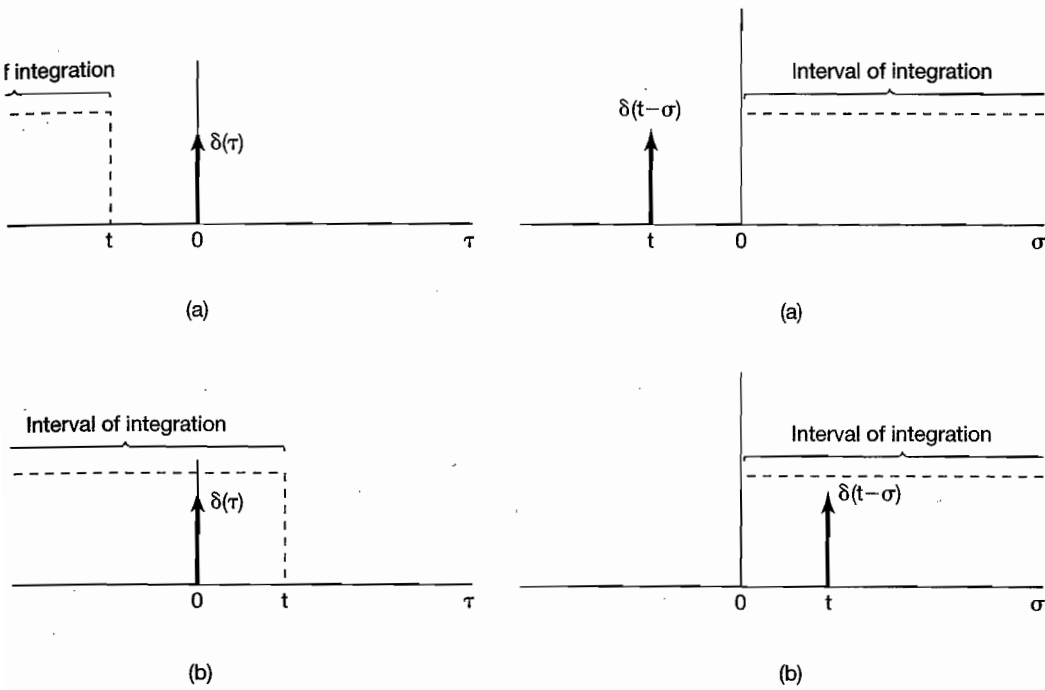 f integration
δ(τ)
t 0 τ
(a)
Interval of integration
δ(t−σ)
t 0 σ
(a)
Interval of integration
δ(τ)
0 t τ
(b)
Interval of integration
δ(t−σ)
0 t σ
(b)